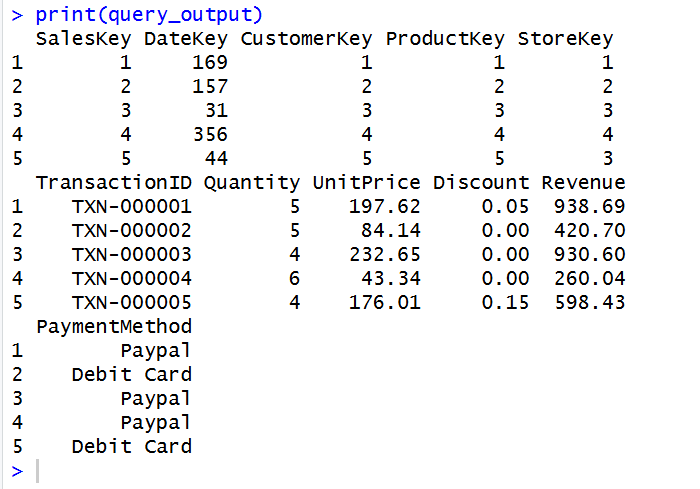 > print(query_output)
  SalesKey DateKey CustomerKey ProductKey StoreKey
1        1     169           1          1        1
2        2     157           2          2        2
3        3      31           3          3        3
4        4     356           4          4        4
5        5      44           5          5        3
  TransactionID Quantity UnitPrice Discount Revenue
1    TXN-000001        5    197.62     0.05  938.69
2    TXN-000002        5     84.14     0.00  420.70
3    TXN-000003        4    232.65     0.00  930.60
4    TXN-000004        6     43.34     0.00  260.04
5    TXN-000005        4    176.01     0.15  598.43
  PaymentMethod
1        Paypal
2    Debit Card
3        Paypal
4        Paypal
5    Debit Card
>